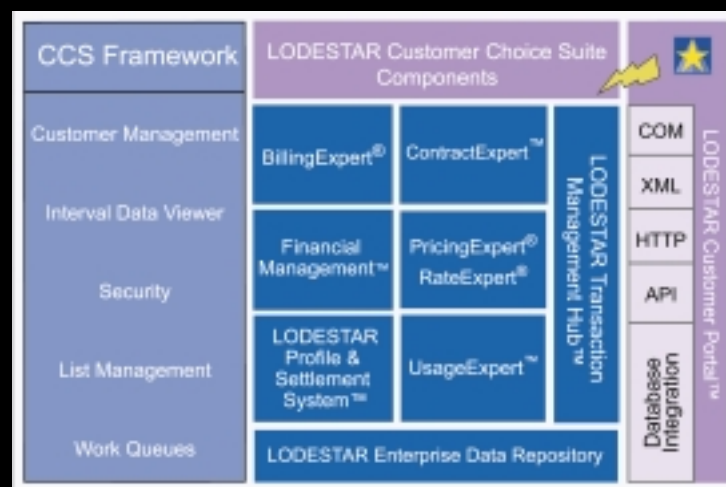 CCS Framework
Customer Management
Interval Data Viewer
Security
List Management
Work Queues
LODESTAR Customer Choice Suite
Components
BillingExpert®
ContractExpert™
Financial
Management™
PricingExpert®
RateExpert®
LODESTAR
Profile &
Settlement
System™
UsageExpert™
LODESTAR Transaction
Management Hub™
LODESTAR Enterprise Data Repository
COM
XML
HTTP
API
Database
Integration
LODESTAR Customer Portal™